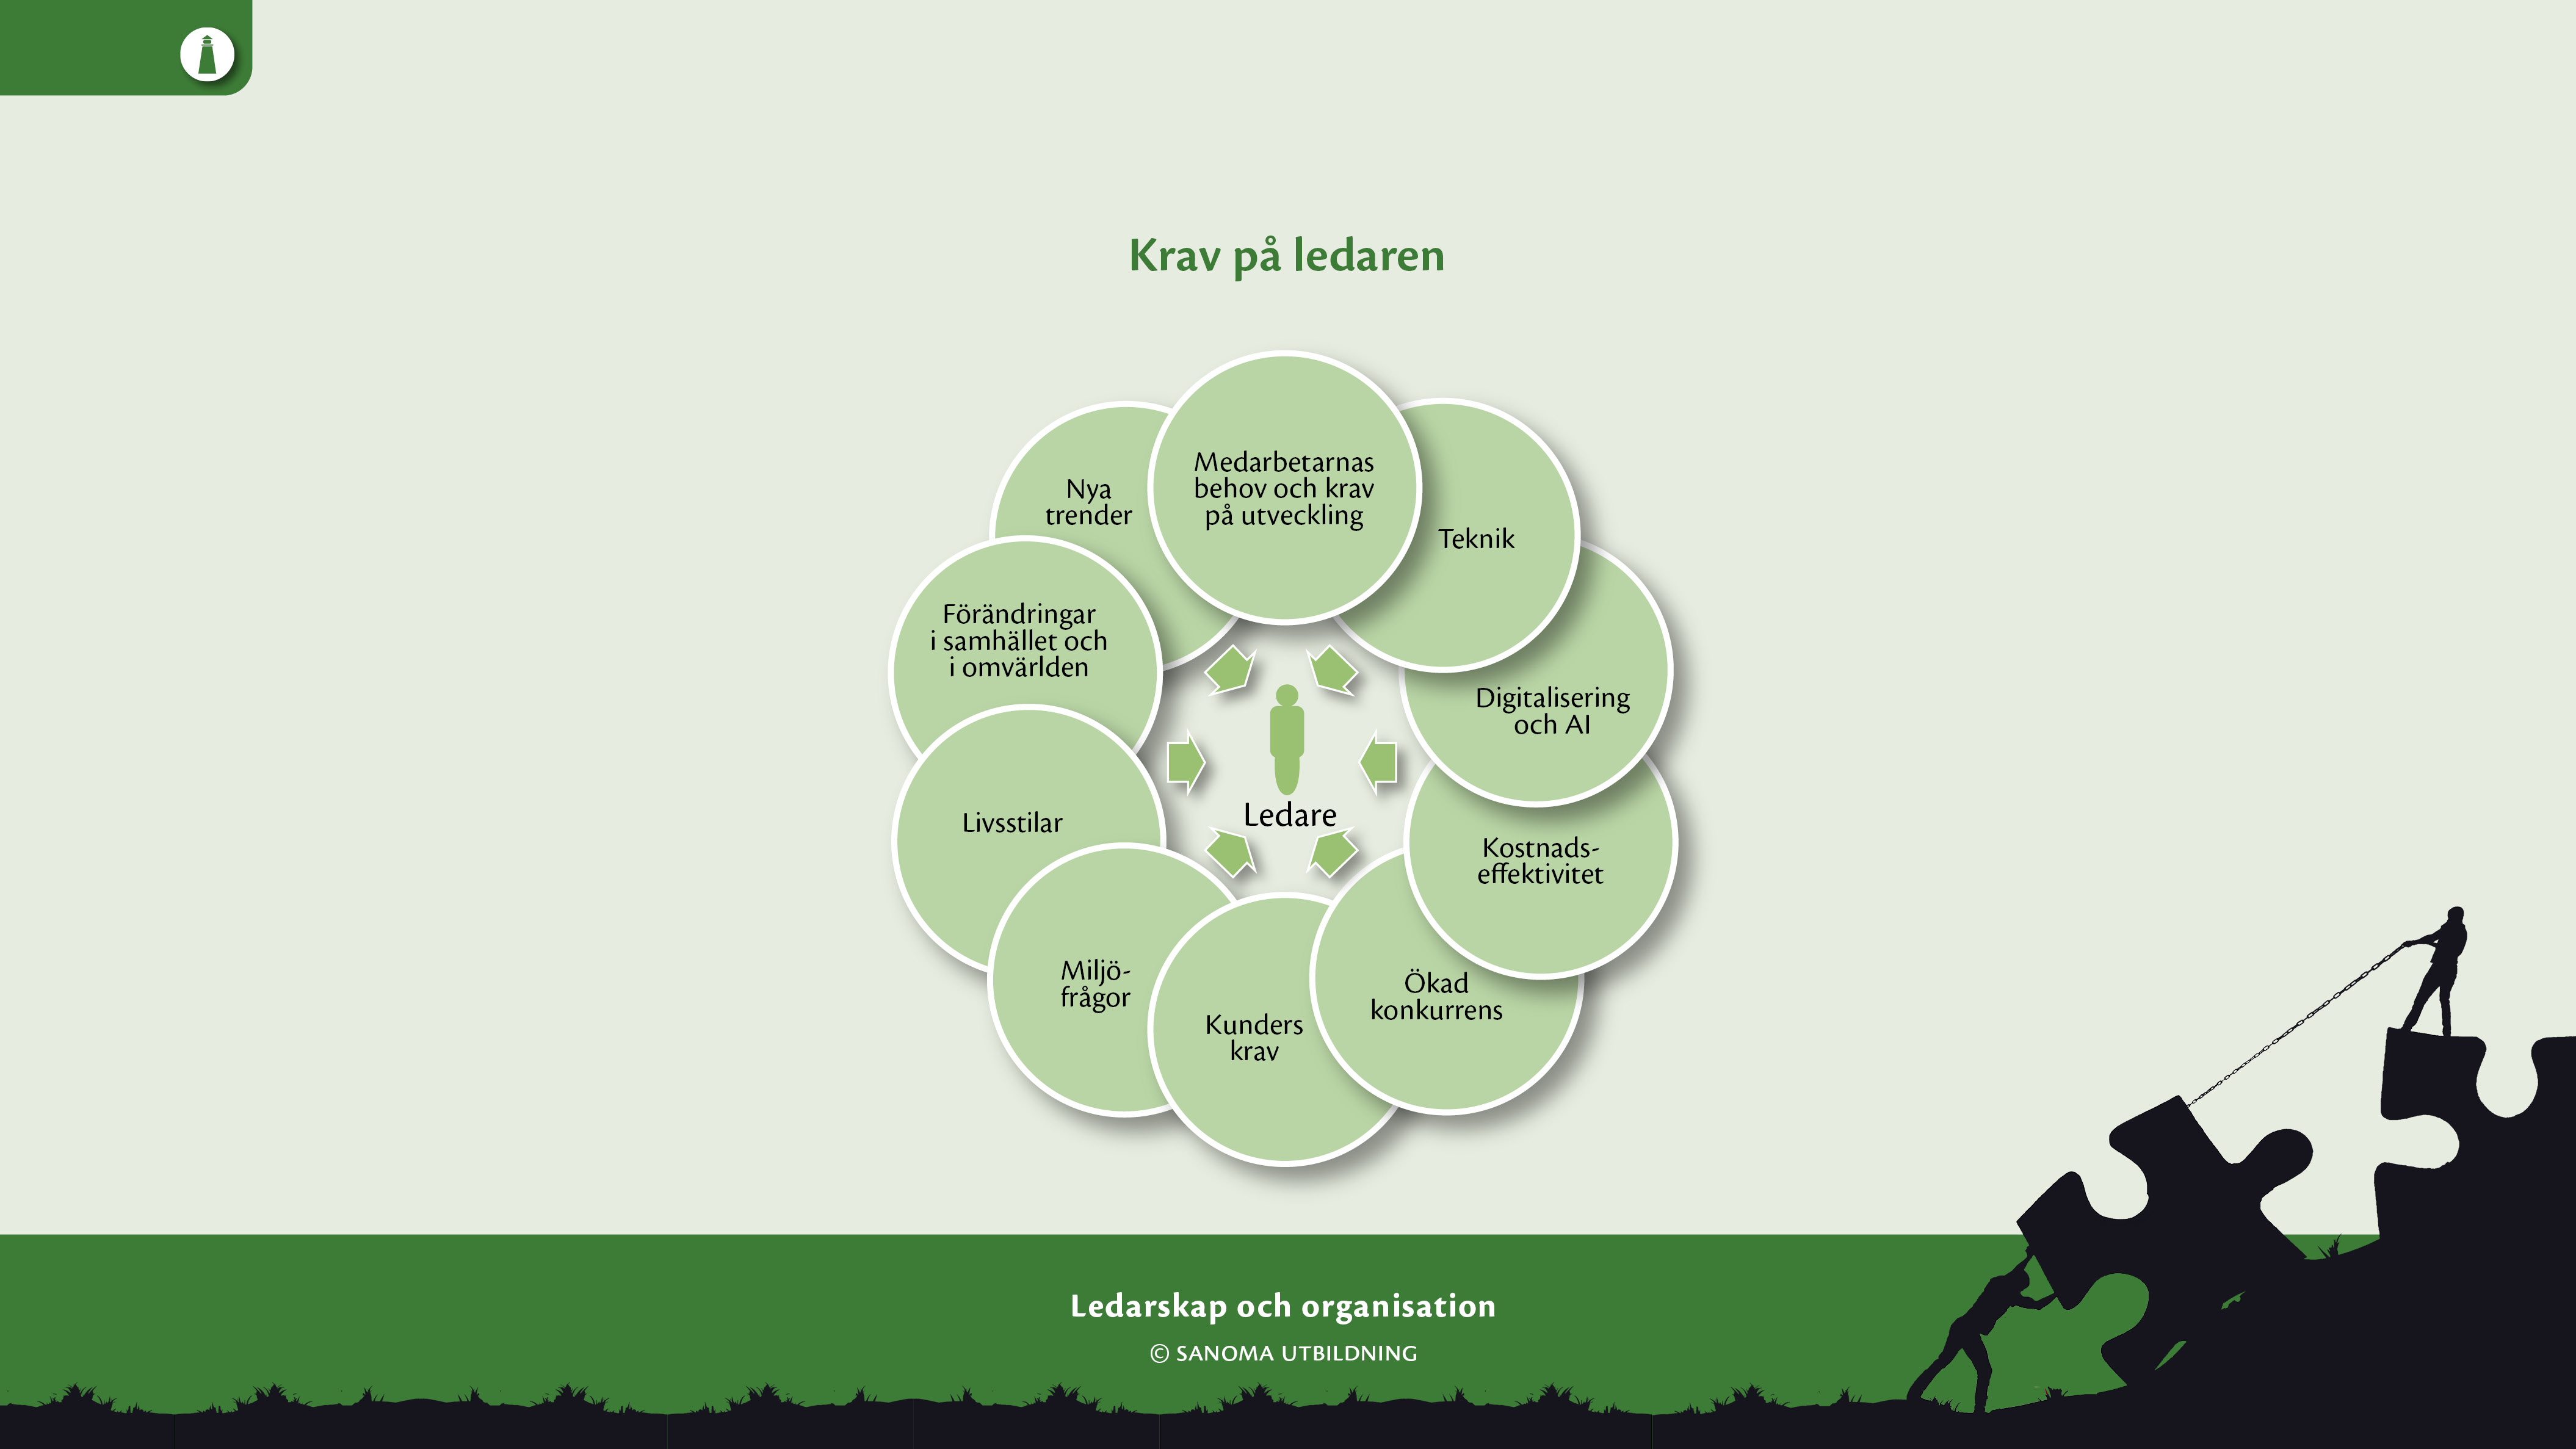 Krav på ledaren
Medarbetarnas
behov och krav
på utveckling
Teknik
Digitalisering
och AI
Kostnads-
effektivitet
Ökad
konkurrens
Kunders
krav
Miljö-
frågor
Livsstilar
Förändringar
i samhället och
i omvärlden
Nya
trender
Ledare
Ledarskap och organisation
© SANOMA UTBILDNING